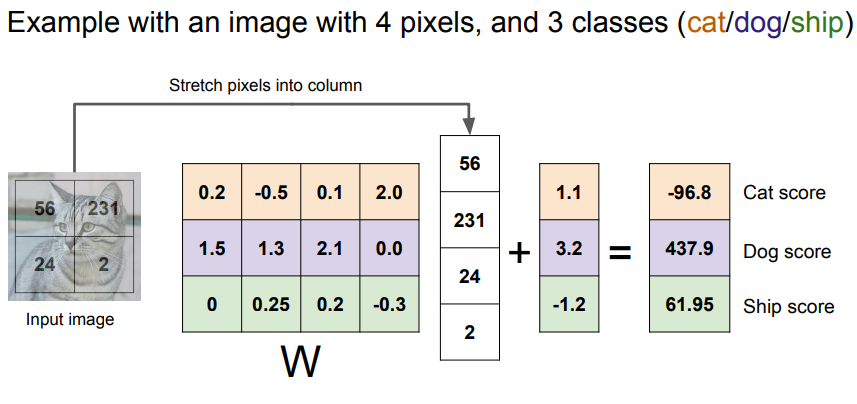 Example with an image with 4 pixels, and 3 classes (cat/dog/ship)
Stretch pixels into column
56 231
24 2
Input image
0.2 -0.5 0.1 2.0
1.5 1.3 2.1 0.0
0 0.25 0.2 -0.3
W
56
231
24
2
+
1.1
3.2
-1.2
=
-96.8 Cat score
437.9 Dog score
61.95 Ship score